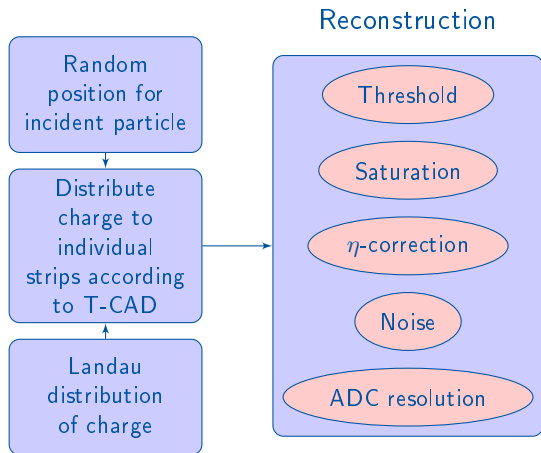 Reconstruction
Random
position for
incident particle
Distribute
charge to
individual
strips according
to T-CAD
Landau
distribution
of charge
Threshold
Saturation
η-correction
Noise
ADC resolution